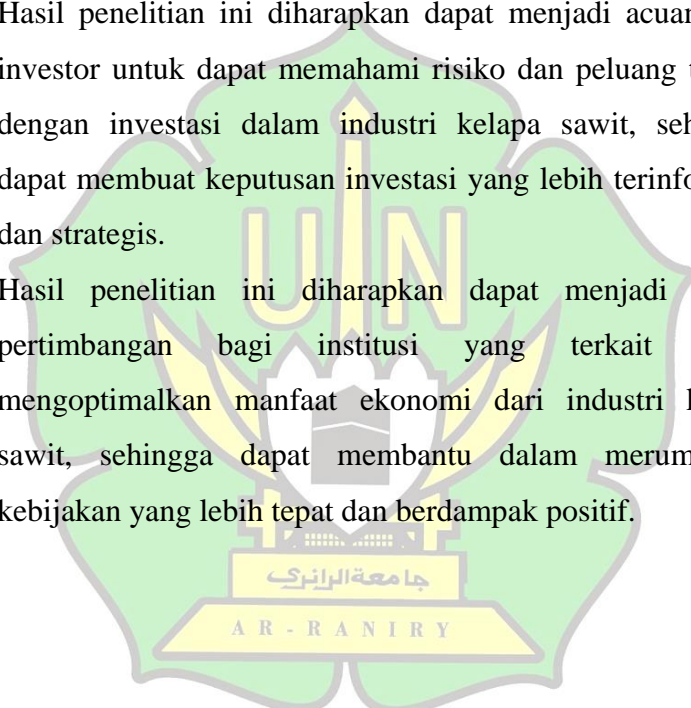 Hasil penelitian ini diharapkan dapat menjadi acuan
investor untuk dapat memahami risiko dan peluang
dengan investasi dalam industri kelapa sawit,
dapat membuat keputusan investasi yang lebih
dan strategis.
Hasil penelitian ini diharapkan dapat menjadi
pertimbangan bagi institusi yang terkait
mengoptimalkan manfaat ekonomi dari industri
sawit, sehingga dapat membantu dalam
kebijakan yang lebih tepat dan berdampak positif.
UIN
جامعة الرانري
AR-RANIRY